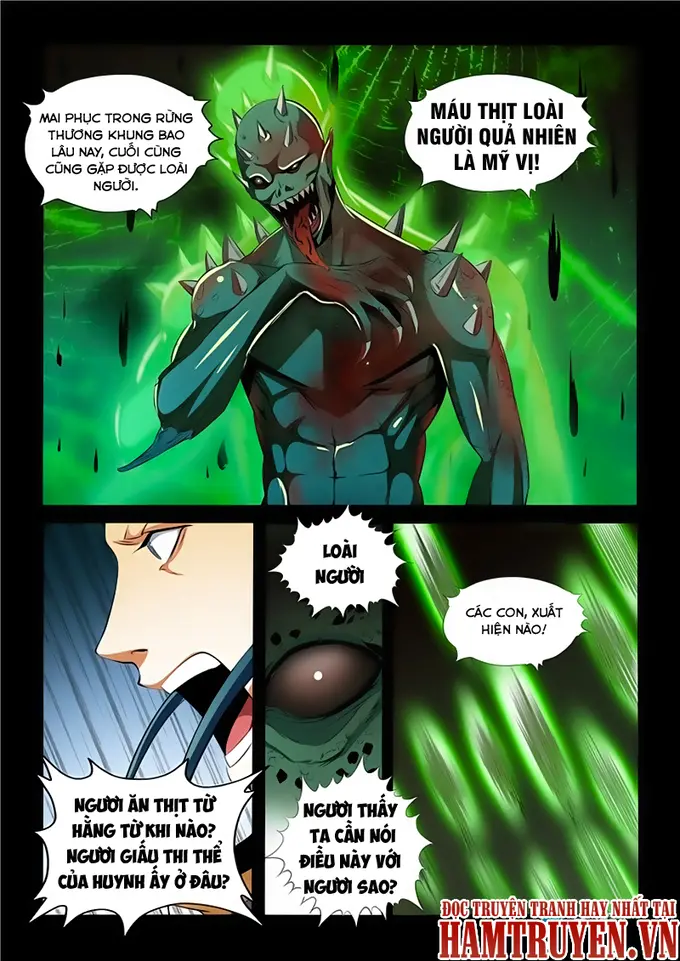 MAI PHỤC TRONG RỪNG
THƯƠNG KHUNG BAO
LÂU NAY, CUỐI CÙNG
CŨNG GẶP ĐƯỢC LOÀI
NGƯỜI.
MÁU THỊT LOÀI
NGƯỜI QUẢ NHIÊN
LÀ MỸ VỊ!
LOÀI
NGƯỜI
CÁC CON, XUẤT
HIỆN NÀO!
NGƯƠI ĂN THỊT TỪ
HẰNG TỪ KHI NÀO?
NGƯƠI GIẤU THI THỂ
CỦA HUYNH ẤY Ở ĐÂU?
NGƯƠI THẤY
TA CẦN NÓI
ĐIỀU NÀY VỚI
NGƯƠI SAO?
ĐỌC TRUYỆN TRANH HAY NHẤT TẠI
HAMTRUYEN.VN